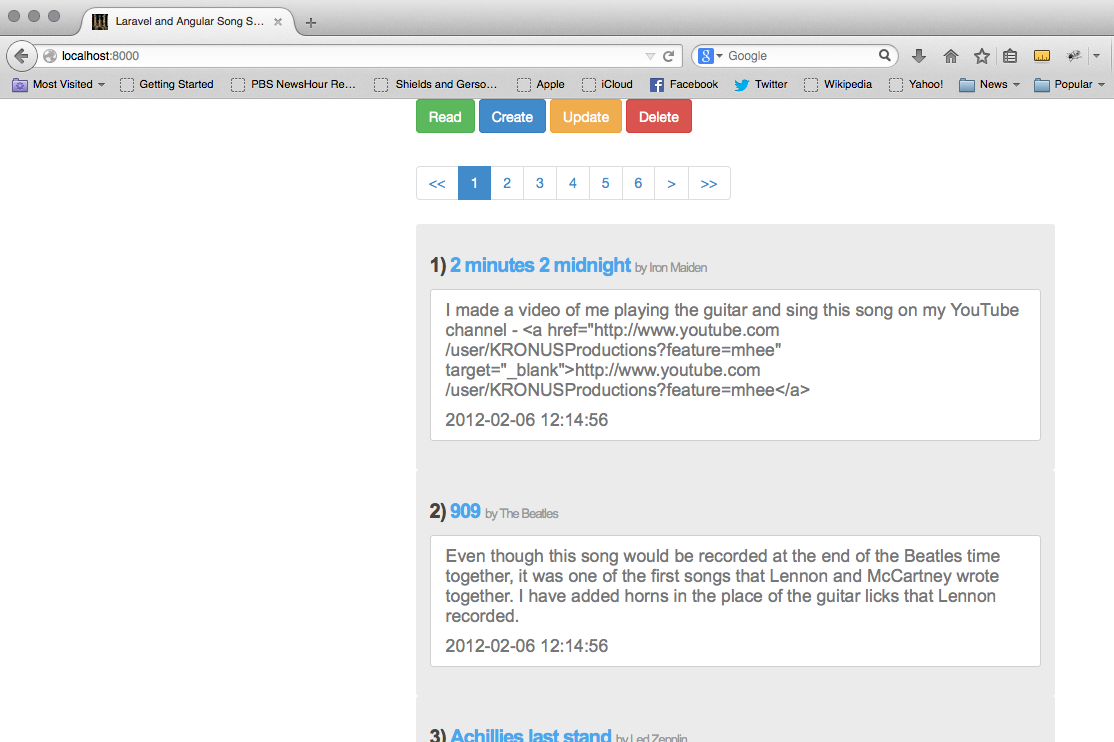 Laravel and Angular Song S...
localhost:8000
Google
Most Visited Getting Started PBS NewsHour Re... Shields and Gerso... Apple iCloud Facebook Twitter Wikipedia Yahoo! News Popular
Read Create Update Delete
<< 1 2 3 4 5 6 > >>
1) 2 minutes 2 midnight by Iron Maiden
I made a video of me playing the guitar and sing this song on my YouTube
channel - <a href="http://www.youtube.com
/user/KRONUSProductions?feature=mhee"
target="_blank">http://www.youtube.com
/user/KRONUSProductions?feature=mhee</a>
2012-02-06 12:14:56
2) 909 by The Beatles
Even though this song would be recorded at the end of the Beatles time
together, it was one of the first songs that Lennon and McCartney wrote
together. I have added horns in the place of the guitar licks that Lennon
recorded.
2012-02-06 12:14:56
3) Achillies last stand by Led Zepplin